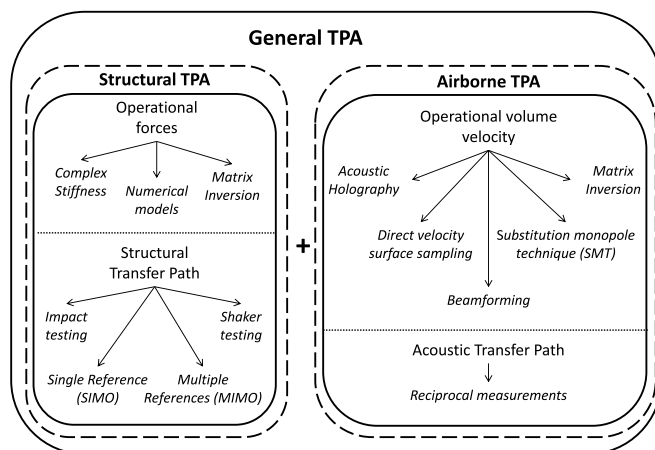 General TPA
Structural TPA
Operational
forces
Complex
Stiffness
Numerical
models
Matrix
Inversion
Structural
Transfer Path
Impact
testing
Shaker
testing
Single Reference
(SIMO)
Multiple
References (MIMO)
+
Airborne TPA
Operational volume
velocity
Acoustic
Holography
Matrix
Inversion
Direct velocity
surface sampling
Substitution monopole
technique (SMT)
Beamforming
Acoustic Transfer Path
Reciprocal measurements